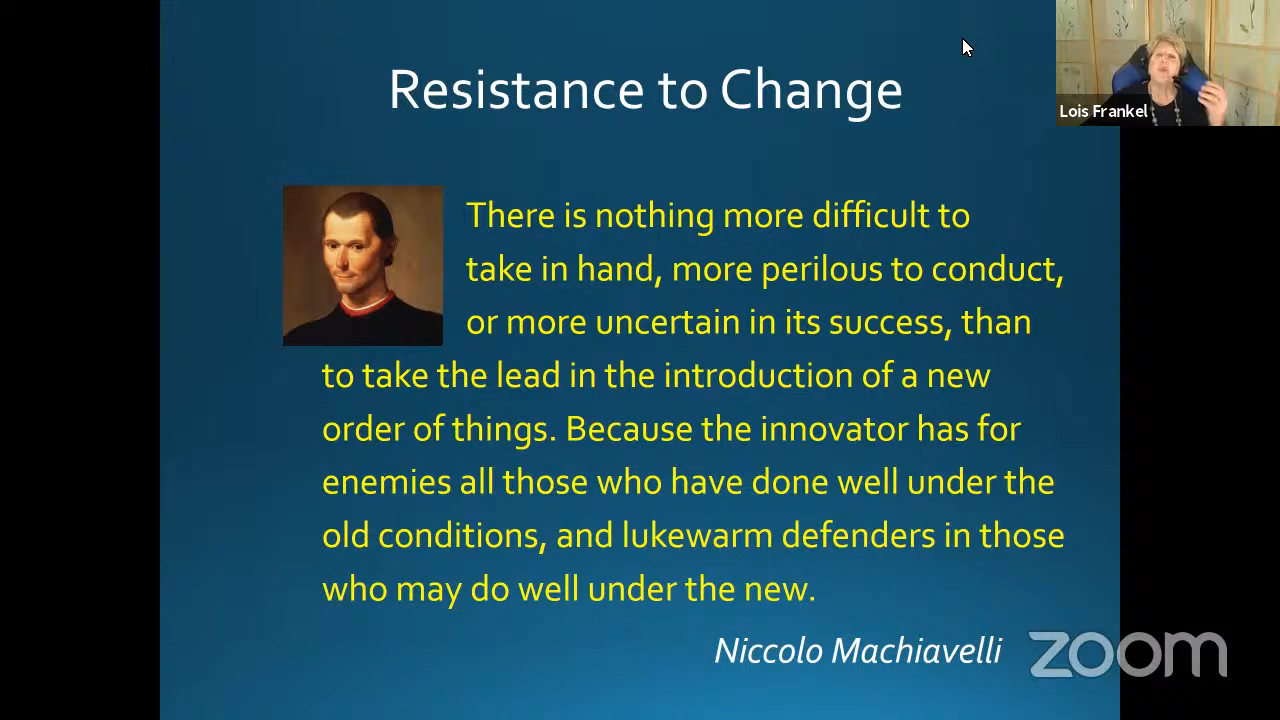 Resistance to Change
Lois Frankel
There is nothing more difficult to
take in hand, more perilous to conduct,
or more uncertain in its success, than
to take the lead in the introduction of a new
order of things. Because the innovator has for
enemies all those who have done well under the
old conditions, and lukewarm defenders in those
who may do well under the new.
Niccolo Machiavelli
zoom